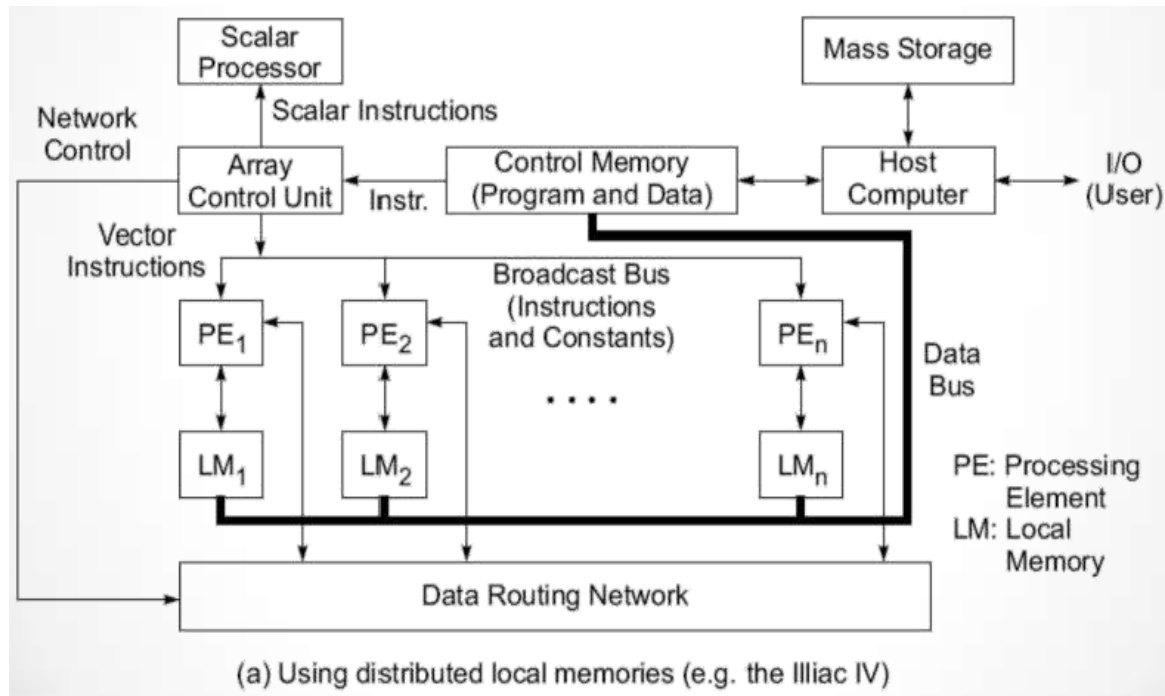 Scalar
Processor
Mass Storage
Scalar Instructions
Network
Control
Array
Control Unit
Instr.
Control Memory
(Program and Data)
Host
Computer
I/O
(User)
Vector
Instructions
Broadcast Bus
(Instructions
and Constants)
PE1
PE2
PEn
Data
Bus
. . . .
LM1
LM2
LMn
PE: Processing
Element
LM: Local
Memory
Data Routing Network
(a) Using distributed local memories (e.g. the Illiac IV)